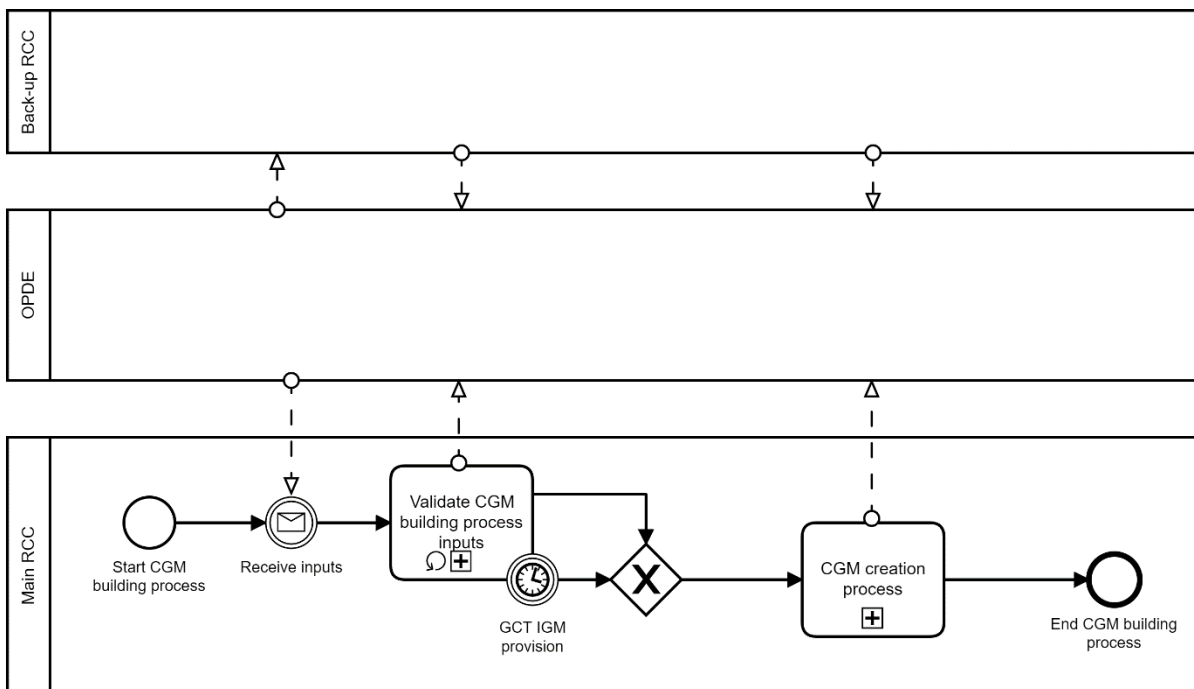 Back-up RCC
OPDE
Main RCC
Start CGM
building process
Receive inputs
Validate CGM
building process
inputs
GCT IGM
provision
X
CGM creation
process
End CGM building
process